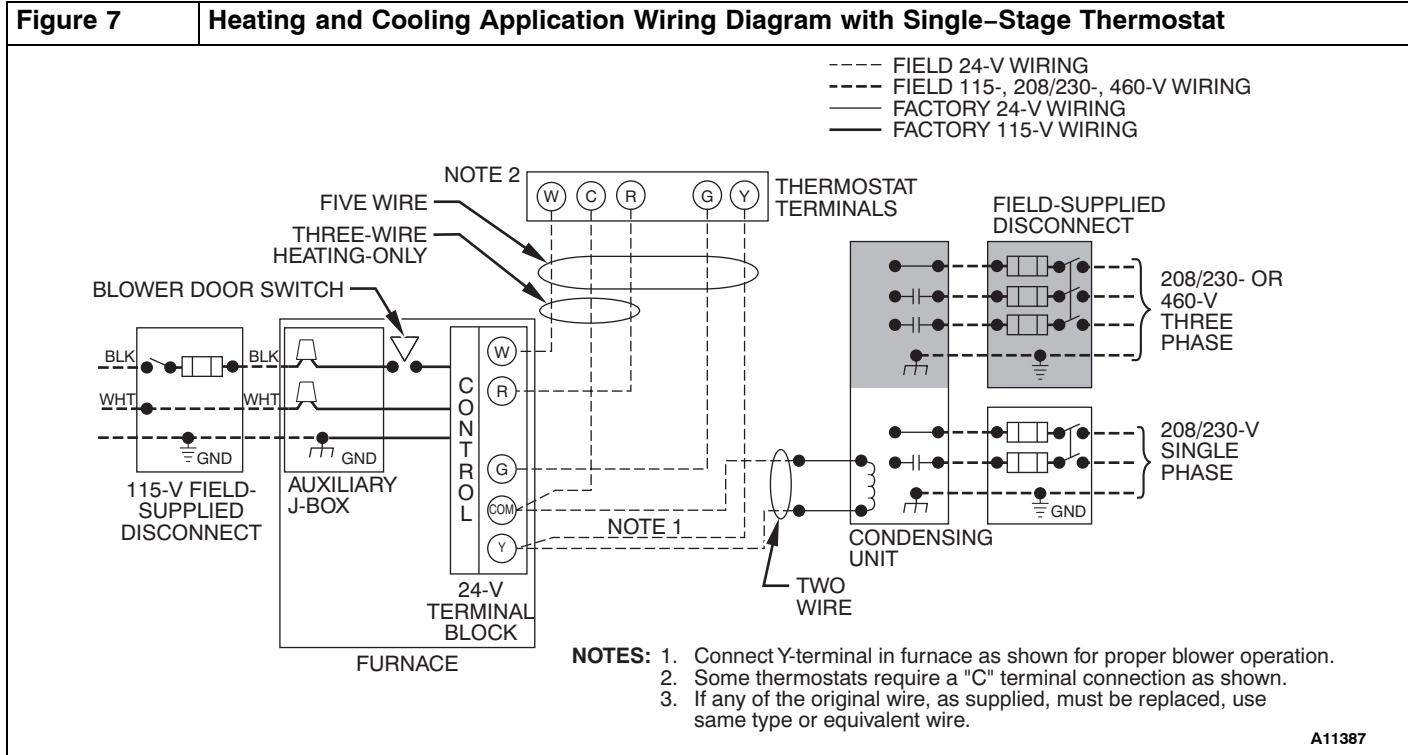 Figure 7
Heating and Cooling Application Wiring Diagram with Single–Stage Thermostat
FIELD 24-V WIRING
FIELD 115-, 208/230-, 460-V WIRING
FACTORY 24-V WIRING
FACTORY 115-V WIRING
NOTE 2
W
C
R
G
Y
THERMOSTAT
TERMINALS
FIVE WIRE
THREE-WIRE
HEATING-ONLY
BLOWER DOOR SWITCH
FIELD-SUPPLIED
DISCONNECT
208/230- OR
460-V
THREE
PHASE
BLK
BLK
WHT
WHT
GND
GND
115-V FIELD-
SUPPLIED
DISCONNECT
AUXILIARY
J-BOX
CONTROL
W
R
G
COM
Y
24-V
TERMINAL
BLOCK
FURNACE
NOTE 1
TWO
WIRE
CONDENSING
UNIT
GND
208/230-V
SINGLE
PHASE
NOTES: 1. Connect Y-terminal in furnace as shown for proper blower operation.
2. Some thermostats require a "C" terminal connection as shown.
3. If any of the original wire, as supplied, must be replaced, use
same type or equivalent wire.
A11387